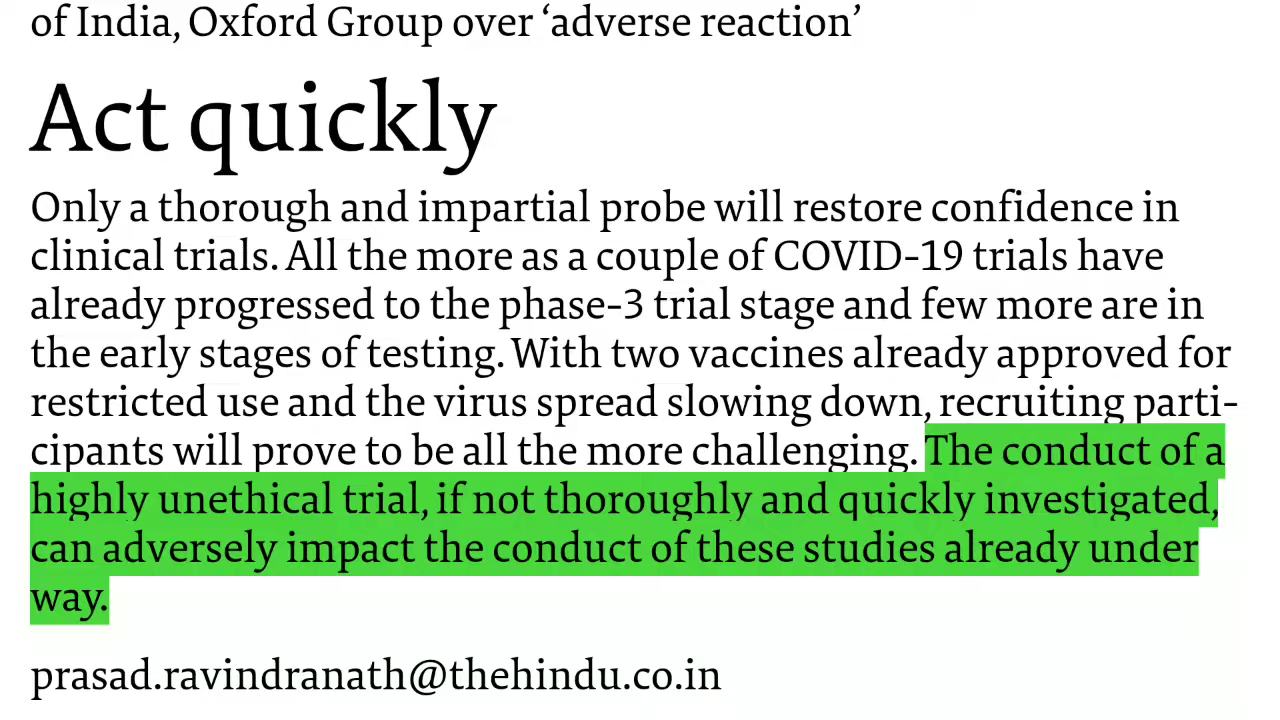 of India, Oxford Group over ‘adverse reaction’
Act quickly
Only a thorough and impartial probe will restore confidence in
clinical trials. All the more as a couple of COVID-19 trials have
already progressed to the phase-3 trial stage and few more are in
the early stages of testing. With two vaccines already approved for
restricted use and the virus spread slowing down, recruiting parti-
cipants will prove to be all the more challenging. The conduct of a
highly unethical trial, if not thoroughly and quickly investigated,
can adversely impact the conduct of these studies already under
way.
prasad.ravindranath@thehindu.co.in